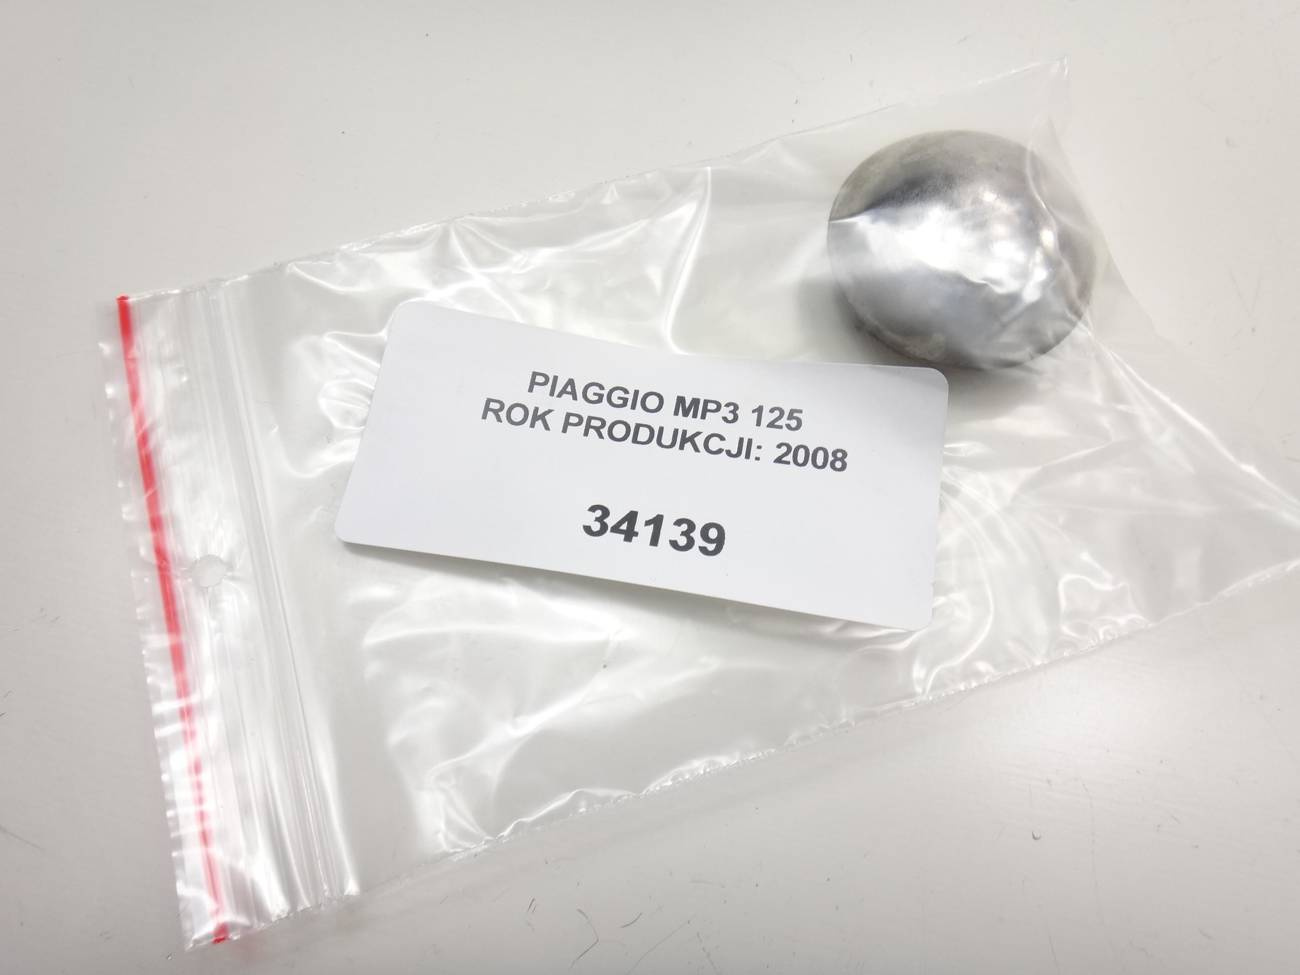 PIAGGIO MP3 125
ROK PRODUKCJI: 2008
34139